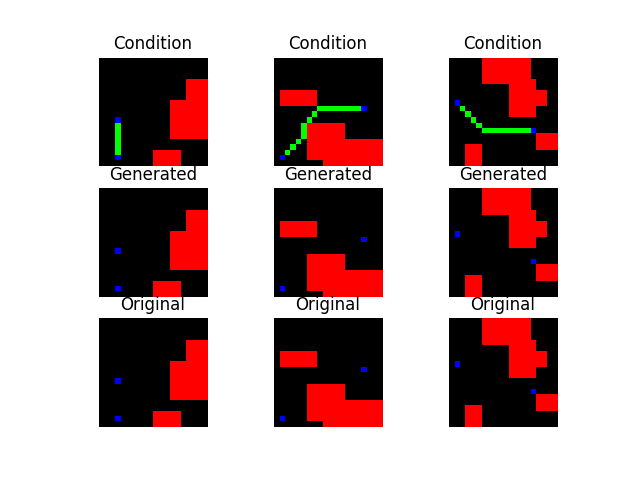 Condition Condition Condition
Generated Generated Generated
Original Original Original